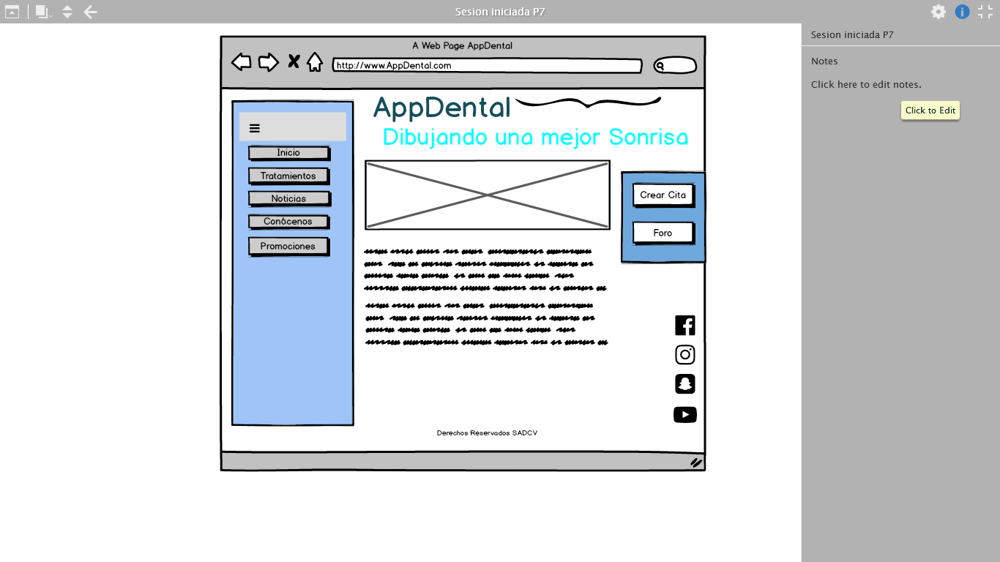 Sesion iniciada P7
Sesion iniciada P7
Notes
Click here to edit notes.
Click to Edit
A Web Page AppDental
http://www.AppDental.com
AppDental
Dibujando una mejor Sonrisa
Inicio
Tratamientos
Noticias
Conócenos
Promociones
Crear Cita
Foro
Derechos Reservados SADCV